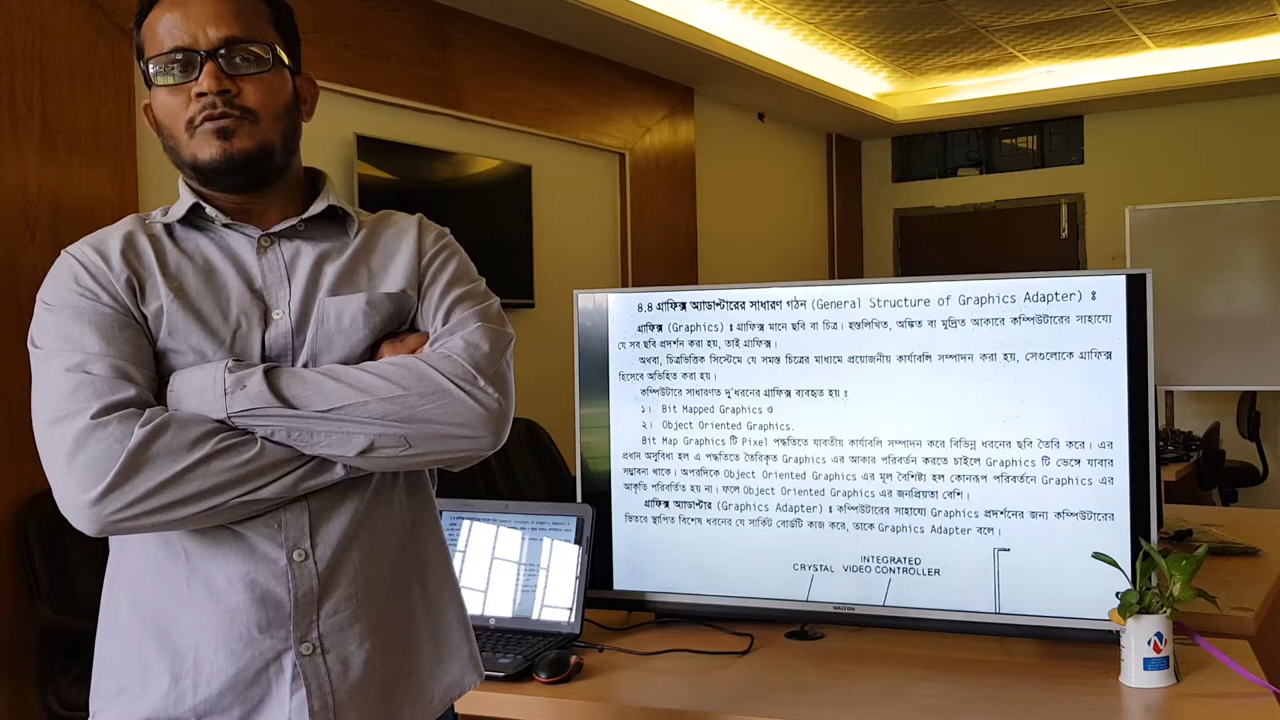 ৪.৪ গ্রাফিক্স অ্যাডাপ্টারের সাধারণ গঠন (General Structure of Graphics Adapter) ঃ
গ্রাফিক্স (Graphics) ঃ গ্রাফিক্স মানে ছবি বা চিত্র। হস্তলিখিত, অঙ্কিত বা মুদ্রিত আকারে কম্পিউটারের সাহায্যে
যে সব ছবি প্রদর্শন করা হয়, তাই গ্রাফিক্স।
অথবা, চিত্রভিত্তিক সিস্টেমে যে সমস্ত চিত্রের মাধ্যমে প্রয়োজনীয় কার্যাবলি সম্পাদন করা হয়, সেগুলোকে গ্রাফিক্স
হিসেবে অভিহিত করা হয়।
কম্পিউটারে সাধারণত দু'ধরনের গ্রাফিক্স ব্যবহৃত হয় ঃ
১। Bit Mapped Graphics ও
২। Object Oriented Graphics.
Bit Map Graphics টি Pixel পদ্ধতিতে যাবতীয় কার্যাবলি সম্পাদন করে বিভিন্ন ধরনের ছবি তৈরি করে। এর
প্রধান অসুবিধা হল এ পদ্ধতিতে তৈরিকৃত Graphics এর আকার পরিবর্তন করতে চাইলে Graphics টি ভেঙ্গে যাবার
সম্ভাবনা থাকে। অপরদিকে Object Oriented Graphics এর মূল বৈশিষ্ট্য হল কোনরূপ পরিবর্তনে Graphics এর
আকৃতি পরিবর্তিত হয় না। ফলে Object Oriented Graphics এর জনপ্রিয়তা বেশি।
গ্রাফিক্স অ্যাডাপ্টার (Graphics Adapter) ঃ কম্পিউটারের সাহায্যে Graphics প্রদর্শনের জন্য কম্পিউটারের
ভিতরে স্থাপিত বিশেষ ধরনের যে সার্কিট বোর্ডটি কাজ করে, তাকে Graphics Adapter বলে।
INTEGRATED
CRYSTAL VIDEO CONTROLLER
WALTON